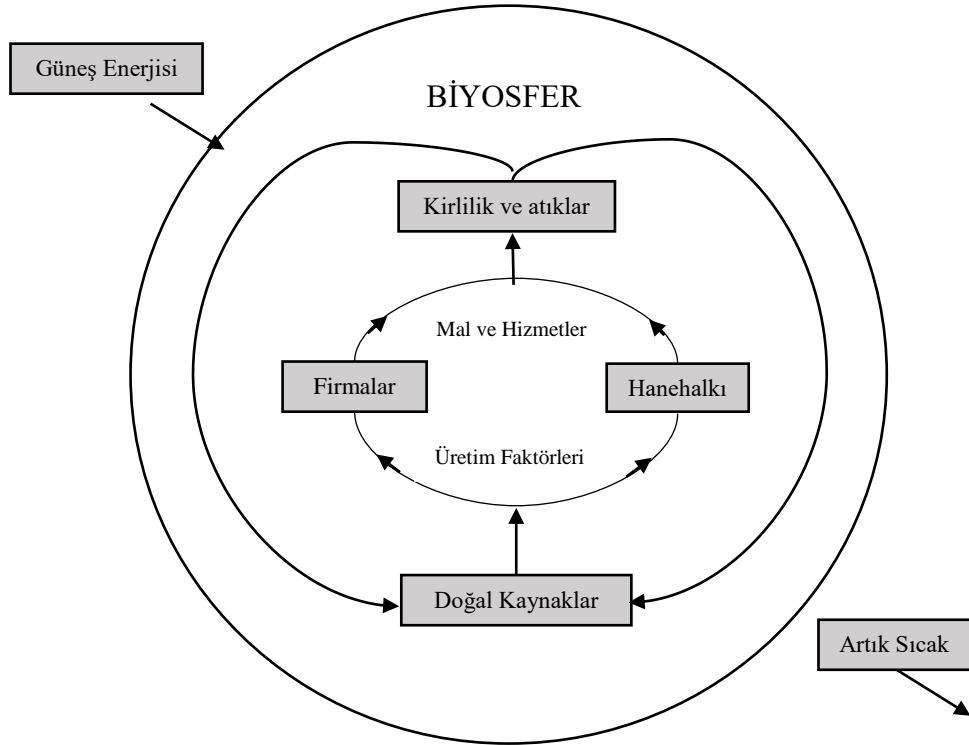 Güneş Enerjisi
BİYOSFER
Kirlilik ve atıklar
Mal ve Hizmetler
Firmalar
Hanehalkı
Üretim Faktörleri
Doğal Kaynaklar
Artık Sıcak